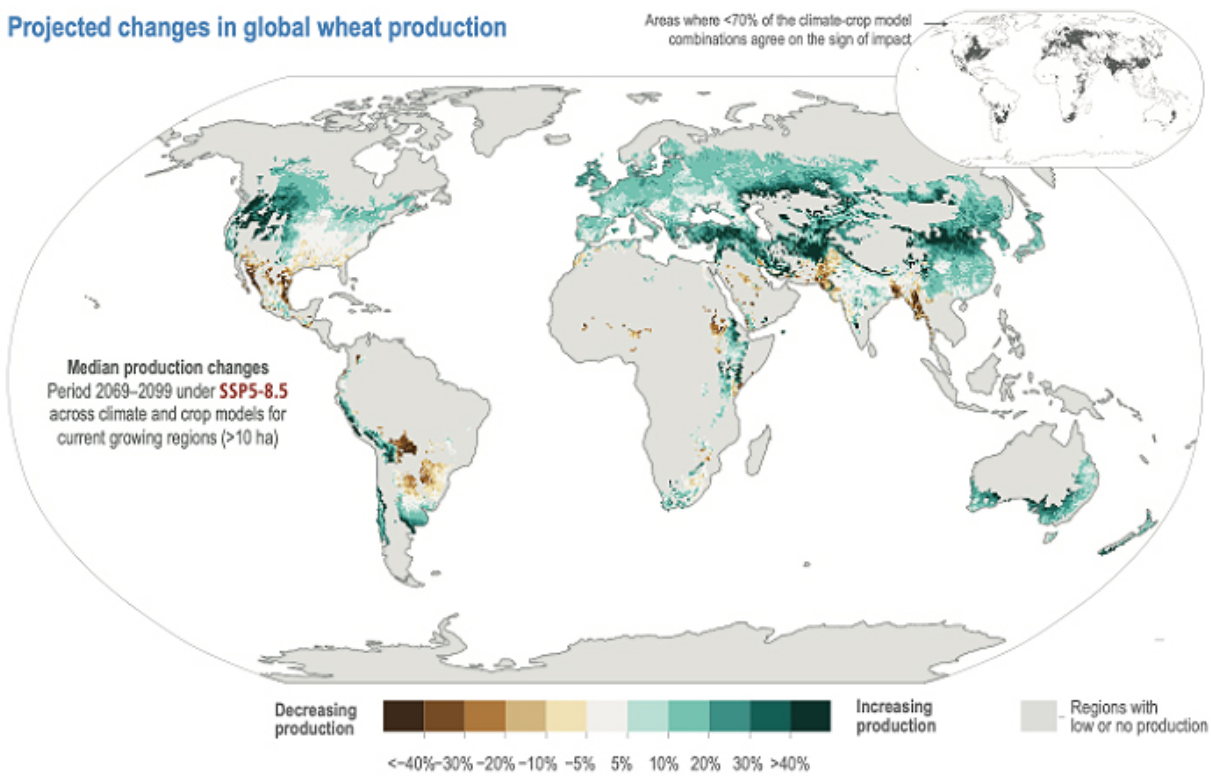 Projected changes in global wheat production
Areas where <70% of the climate-crop model
combinations agree on the sign of impact
Median production changes
Period 2069–2099 under SSP5-8.5
across climate and crop models for
current growing regions (>10 ha)
Decreasing
production
Increasing
production
Regions with
low or no production
<−40%−30% −20% −10% −5% 5% 10% 20% 30% >40%